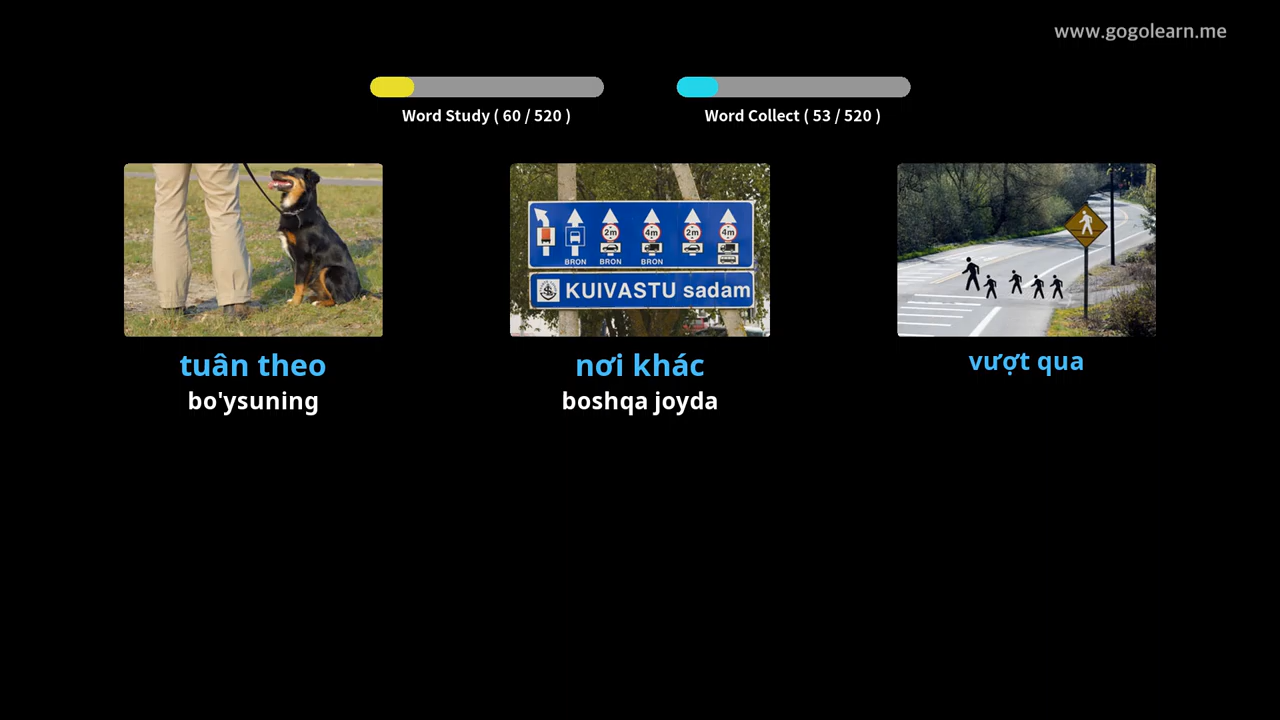 www.gogolearn.me
Word Study ( 60 / 520 )
Word Collect ( 53 / 520 )
2m 4m 2m 4m
BRON BRON BRON
KUIVASTU sadam
tuân theo
bo'ysuning
nơi khác
boshqa joyda
vượt qua